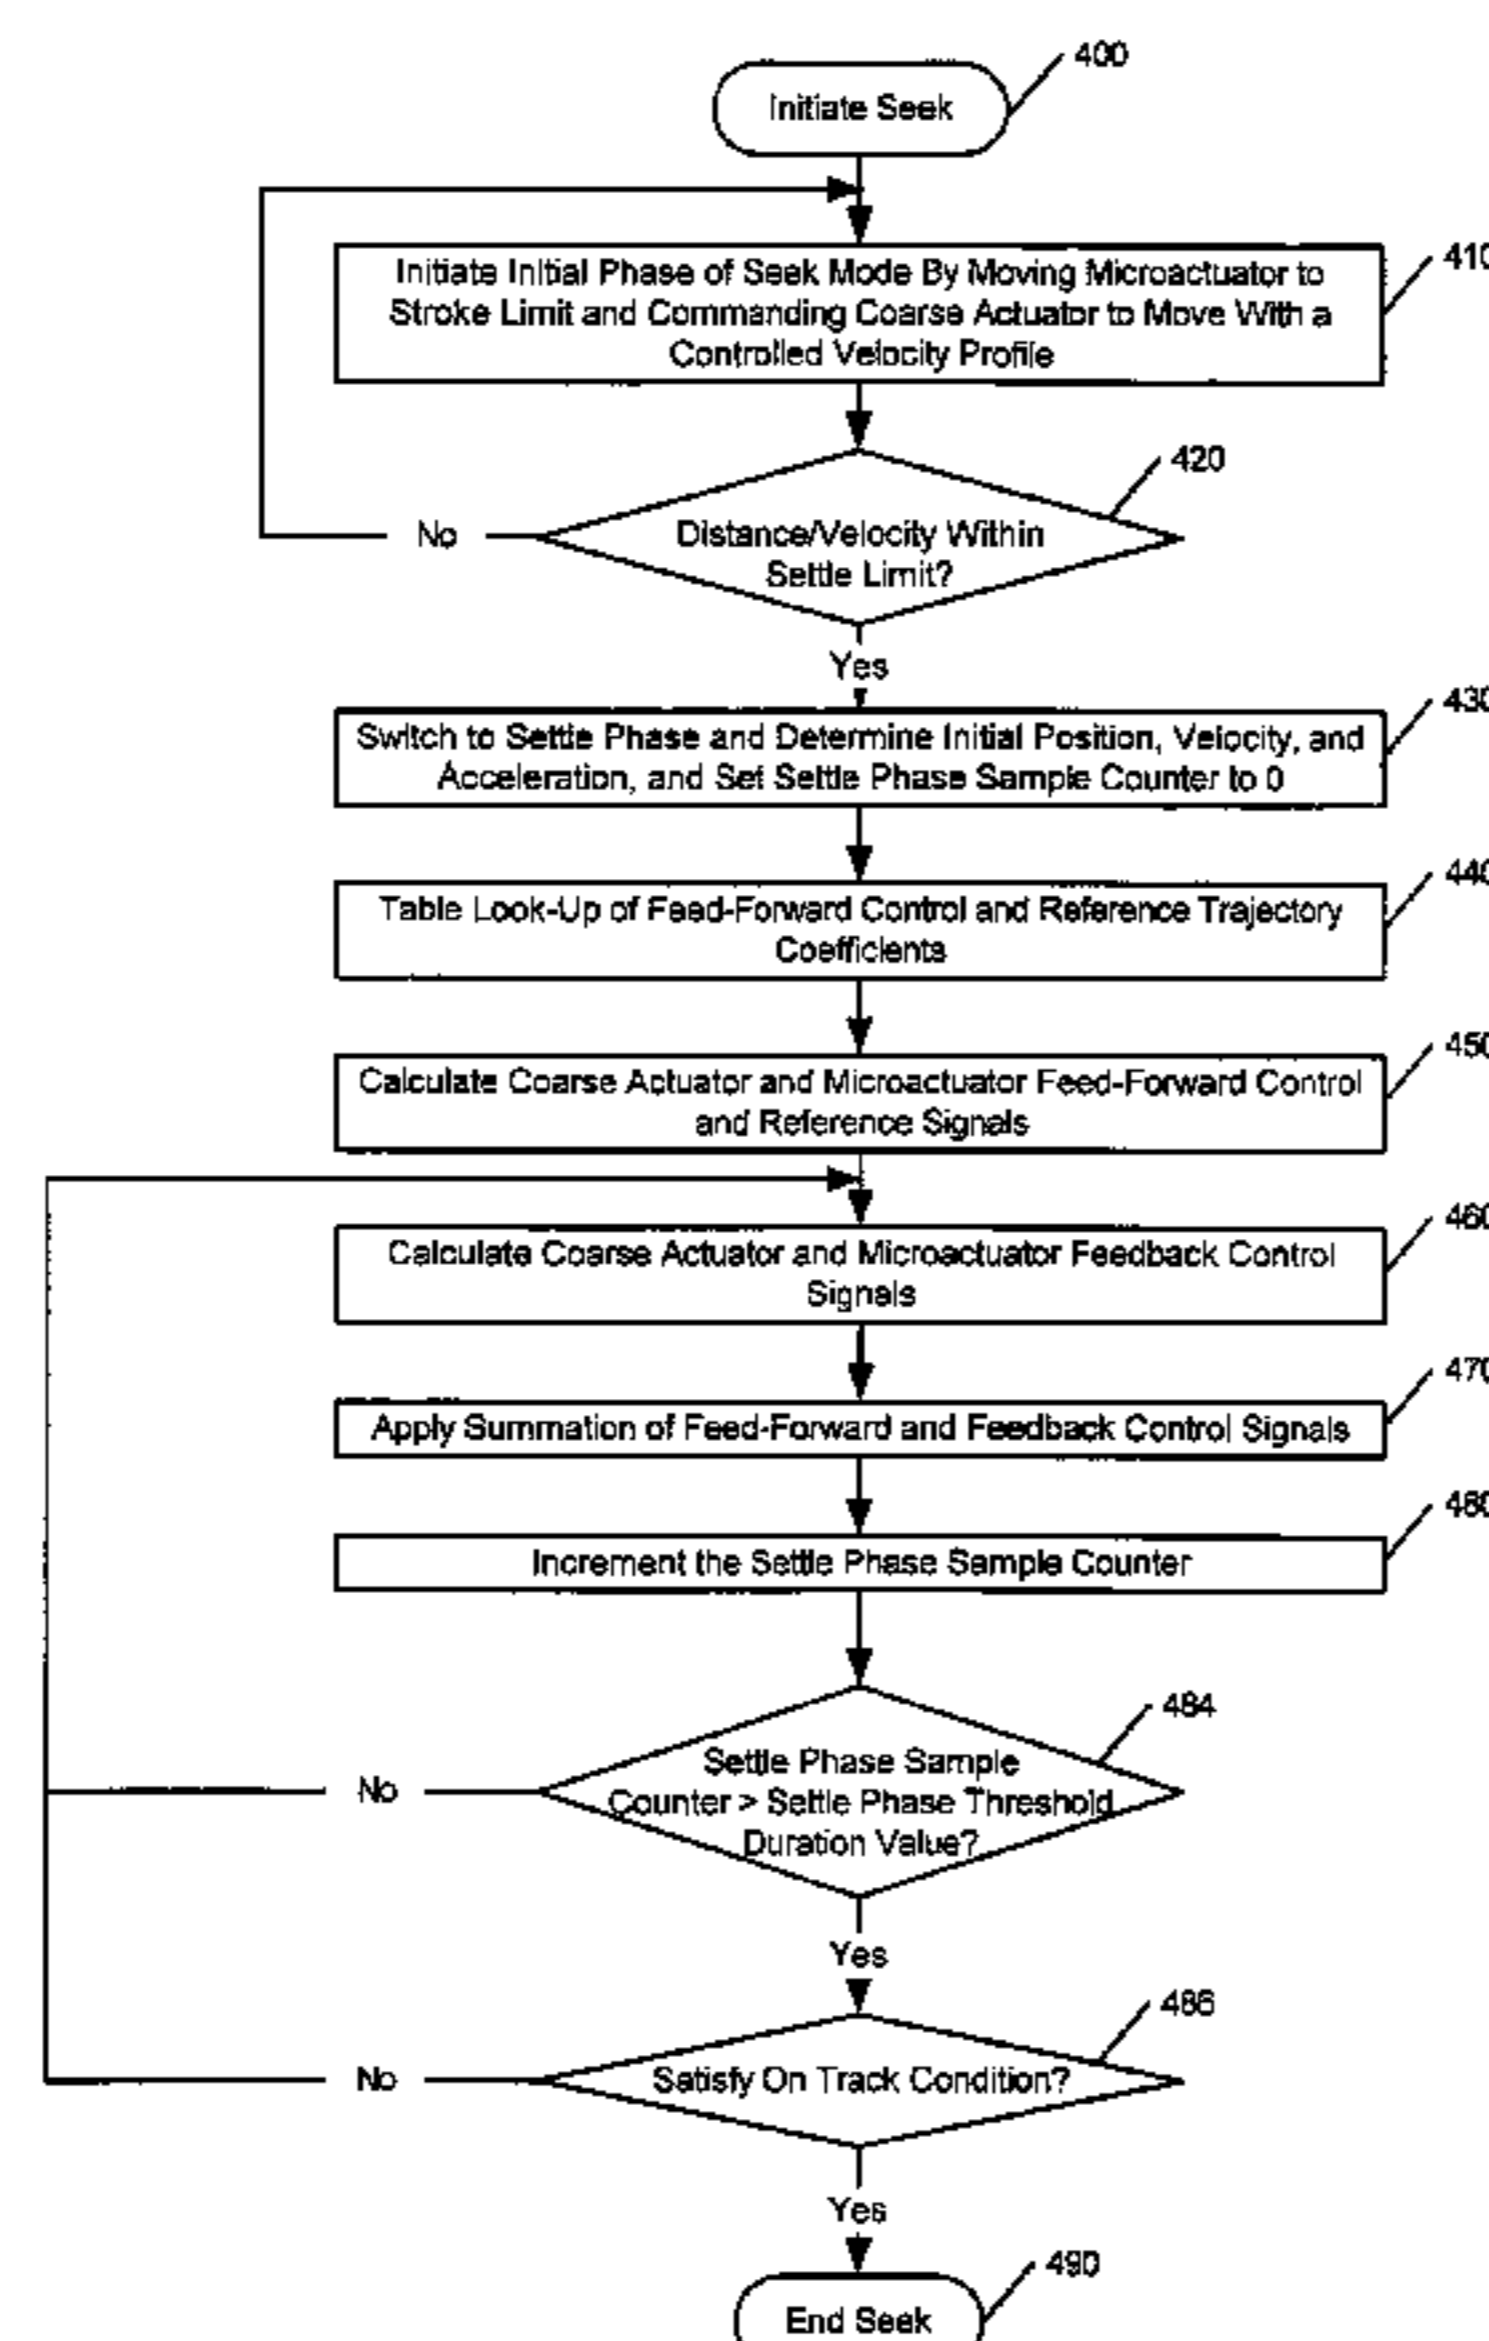 400
Initiate Seek
410
Initiate Initial Phase of Seek Mode By Moving Microactuator to
Stroke Limit and Commanding Coarse Actuator to Move With a
Controlled Velocity Profile
420
Distance/Velocity Within
Settle Limit?
No
Yes
430
Switch to Settle Phase and Determine Initial Position, Velocity, and
Acceleration, and Set Settle Phase Sample Counter to 0
440
Table Look-Up of Feed-Forward Control and Reference Trajectory
Coefficients
450
Calculate Coarse Actuator and Microactuator Feed-Forward Control
and Reference Signals
460
Calculate Coarse Actuator and Microactuator Feedback Control
Signals
470
Apply Summation of Feed-Forward and Feedback Control Signals
480
Increment the Settle Phase Sample Counter
484
Settle Phase Sample
Counter > Settle Phase Threshold
Duration Value?
No
Yes
486
Satisfy On Track Condition?
No
Yes
490
End Seek